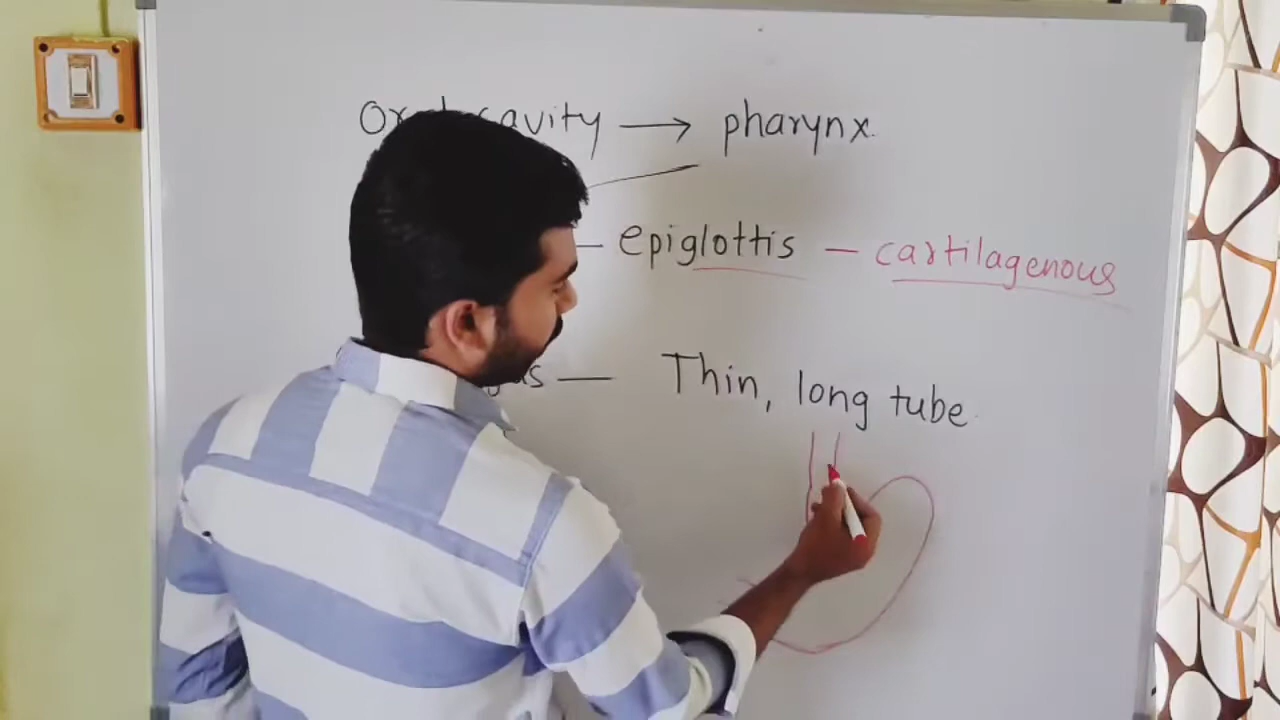 cavity → pharynx.
— epiglottis — cartilagenous
— Thin, long tube.